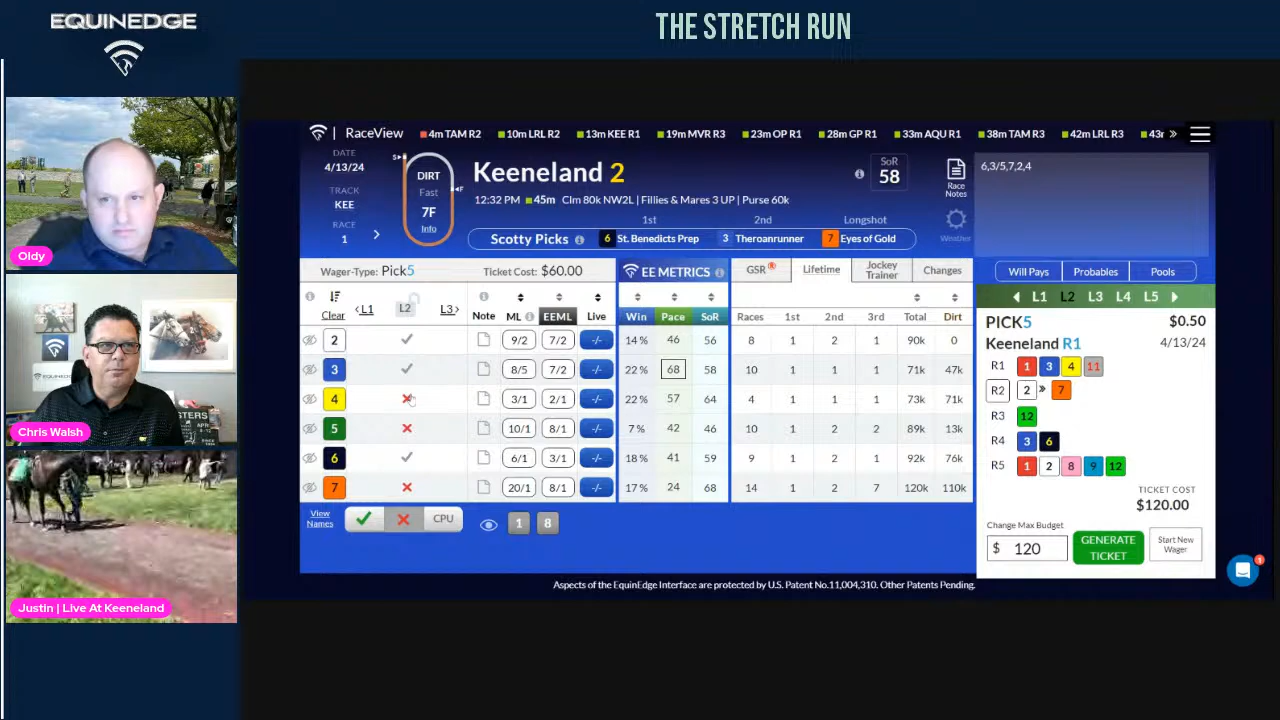 EQUINEDGE
THE STRETCH RUN
Oldy
Chris Walsh
Justin | Live At Keeneland
RaceView
4m TAM R2
10m LRL R2
13m KEE R1
19m MVR R3
23m OP R1
28m GP R1
33m AQU R1
38m TAM R3
42m LRL R3
43r »
DATE
4/13/24
TRACK
KEE
RACE
1
S
F
DIRT
Fast
7F
Info
Keeneland 2
SoR
58
12:32 PM 45m | Clm 80k NW2L | Fillies & Mares 3 UP | Purse 60k
1st 2nd Longshot
Scotty Picks 6 St. Benedicts Prep 3 Theroanrunner 7 Eyes of Gold
Race
Notes
Weather
6,3/5,7,2,4
Wager-Type: Pick5 Ticket Cost: $60.00
EE METRICS
GSR Lifetime Jockey Trainer Changes
Will Pays Probables Pools
Clear ‹L1 L2 L3› Note ML EEML Live Win Pace SoR Races 1st 2nd 3rd Total Dirt
2 9/2 7/2 -/- 14% 46 56 8 1 2 1 90k 0
3 8/5 7/2 -/- 22% 68 58 10 1 2 1 71k 47k
4 3/1 2/1 -/- 22% 57 64 4 1 2 1 73k 71k
5 10/1 8/1 -/- 7% 42 46 10 1 2 2 89k 13k
6 6/1 3/1 -/- 18% 41 59 9 1 2 2 92k 76k
7 20/1 8/1 -/- 17% 24 68 14 1 2 7 120k 110k
View
Names
CPU
1 8
L1 L2 L3 L4 L5
PICK5 $0.50
Keeneland R1 4/13/24
R1 1 3 4 11
R2 2 » 7
R3 12
R4 3 6
R5 1 2 8 9 12
TICKET COST
$120.00
Change Max Budget
$ 120
GENERATE
TICKET
Start New
Wager
1
Aspects of the EquinEdge Interface are protected by U.S. Patent No.11,004,310. Other Patents Pending.